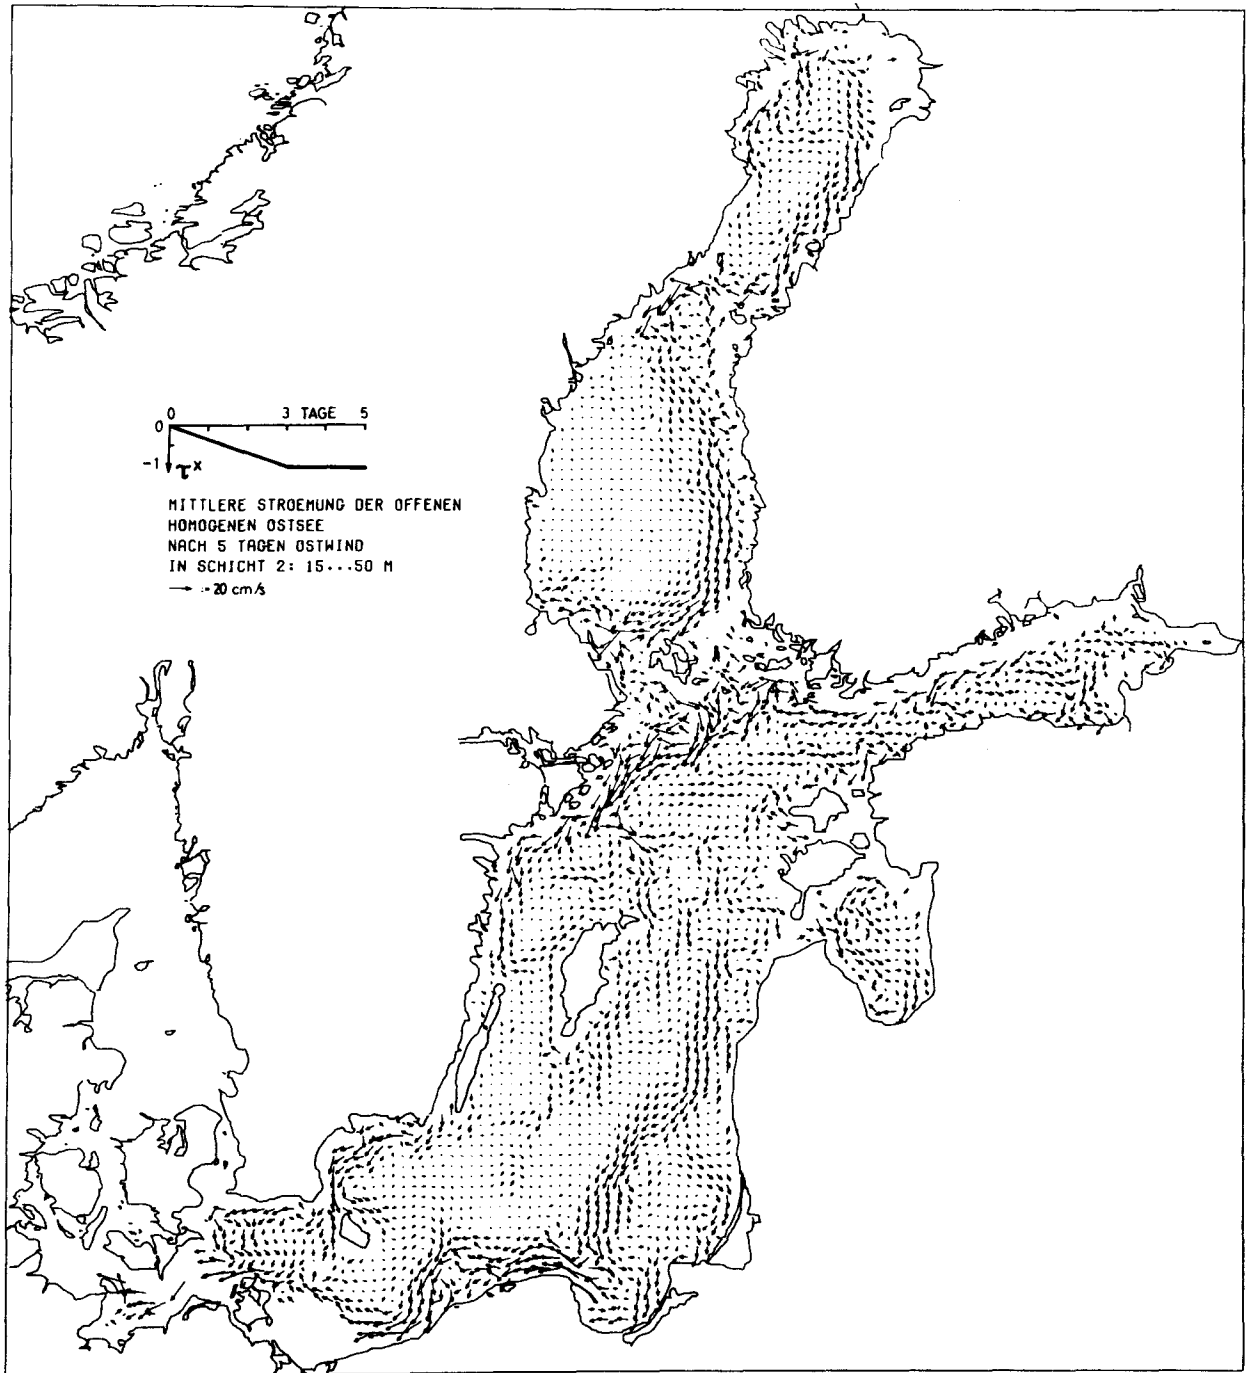 0 3 TAGE 5
0
-1 τˣ
MITTLERE STROEMUNG DER OFFENEN
HOMOGENEN OSTSEE
NACH 5 TAGEN OSTWIND
IN SCHICHT 2: 15...50 M
→ :=20 cm/s